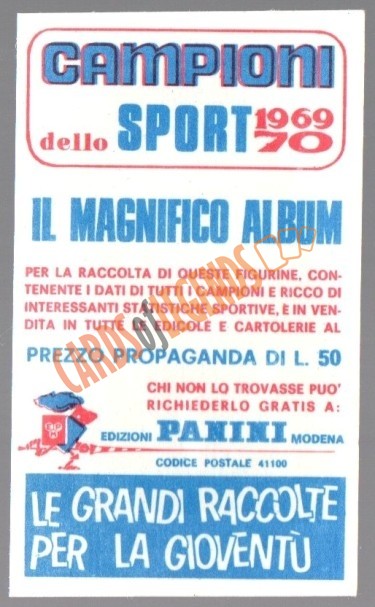 CAMPIONI
dello SPORT 1969 70
IL MAGNIFICO ALBUM
PER LA RACCOLTA DI QUESTE FIGURINE, CON-
TENENTE I DATI DI TUTTI I CAMPIONI E RICCO DI
INTERESSANTI STATISTICHE SPORTIVE, È IN VEN-
DITA IN TUTTE LE EDICOLE E CARTOLERIE AL
PREZZO PROPAGANDA DI L. 50
CHI NON LO TROVASSE PUO'
RICHIEDERLO GRATIS A:
EDIZIONI PANINI MODENA
CODICE POSTALE 41100
LE GRANDI RACCOLTE
PER LA GIOVENTÙ
CARDS of LEGENDS